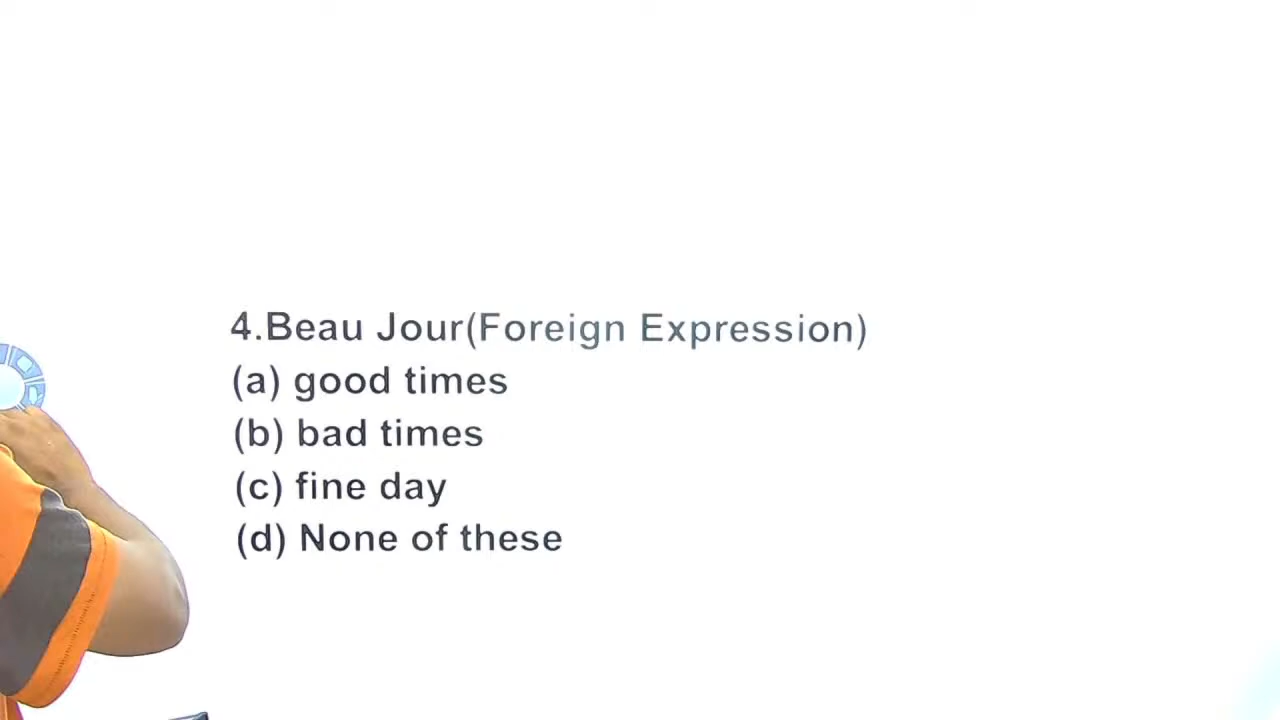 4.Beau Jour(Foreign Expression)
(a) good times
(b) bad times
(c) fine day
(d) None of these